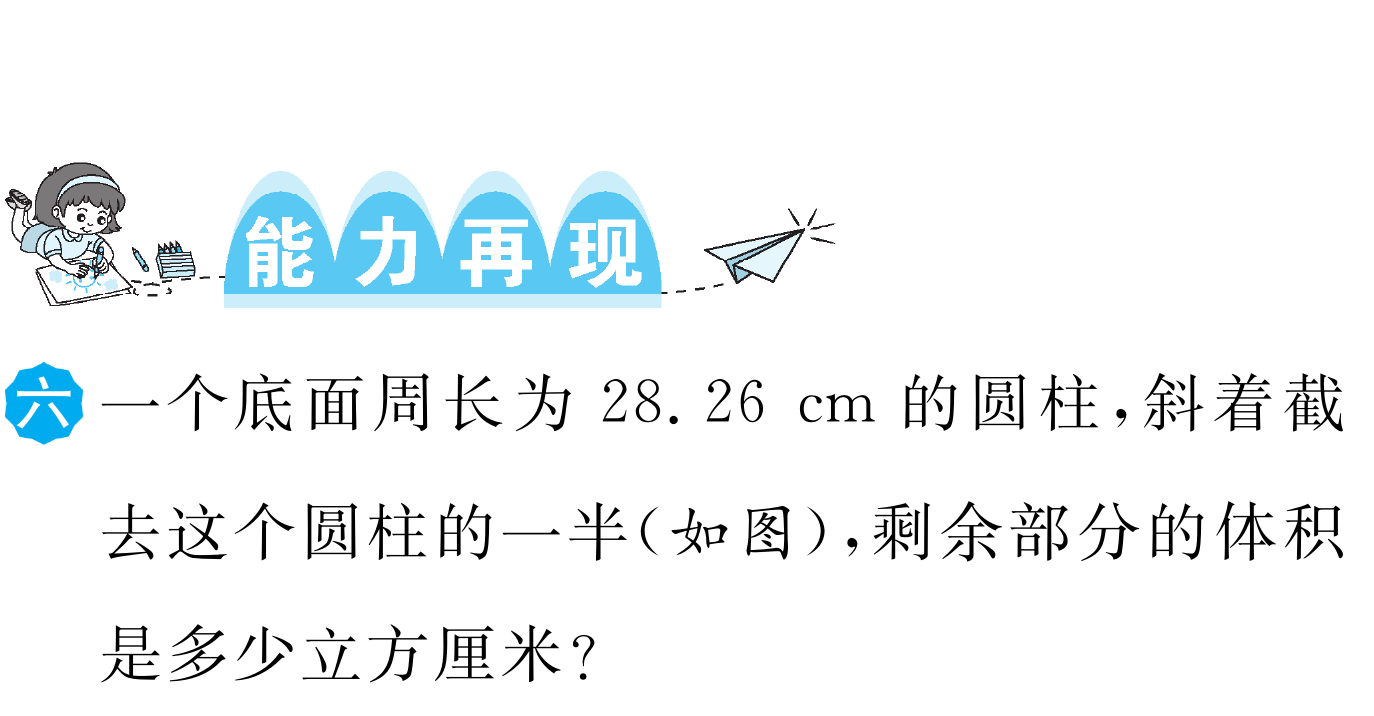 能力再现
六 一个底面周长为 28.26 cm 的圆柱,斜着截
去这个圆柱的一半(如图),剩余部分的体积
是多少立方厘米?